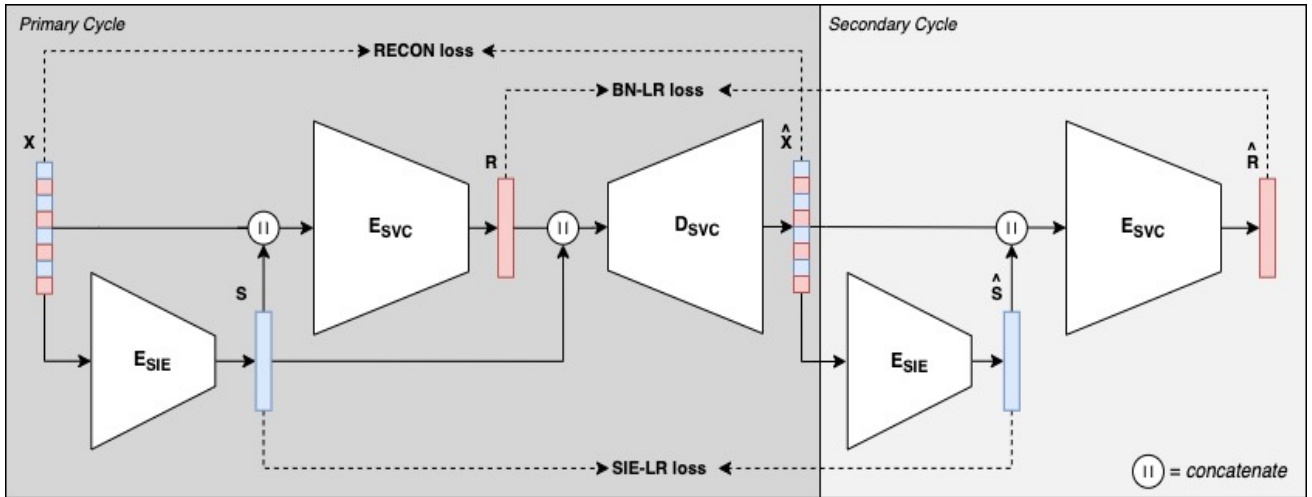 Primary Cycle
Secondary Cycle
RECON loss
BN-LR loss
X
R
^
X
^
R
E_SVC
D_SVC
E_SVC
S
^
S
E_SIE
E_SIE
SIE-LR loss
|| = concatenate
||
||
||